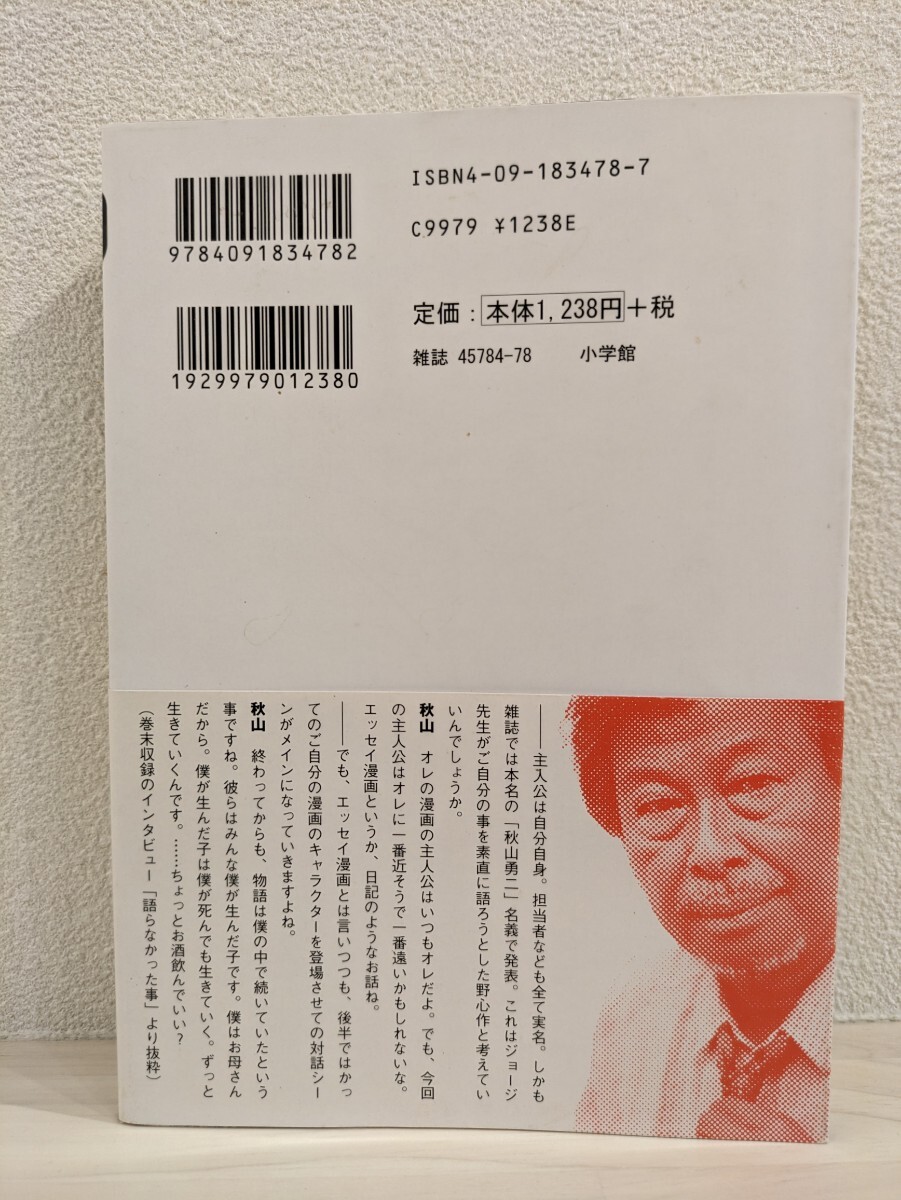 ISBN4-09-183478-7
9784091834782
C9979 ¥1238E
1929979012380
定価：本体1,238円＋税
雑誌 45784-78 小学館
――主人公は自分自身。担当者なども全て実名。しかも
雑誌では本名の「秋山勇二」名義で発表。これはジョージ
先生がご自分の事を素直に語ろうとした野心作と考えてい
いんでしょうか。
秋山 オレの漫画の主人公はいつもオレだよ。でも、今回
の主人公はオレに一番近そうで一番遠いかもしれないな。
エッセイ漫画というか、日記のようなお話ね。
――でも、エッセイ漫画とは言いつつも、後半ではかっ
てのご自分の漫画のキャラクターを登場させての対話シー
ンがメインになっていきますよね。
秋山 終わってからも、物語は僕の中で続いていたという
事ですね。彼らはみんな僕が生んだ子です。僕はお母さん
だから。僕が生んだ子は僕が死んでも生きていく。ずっと
生きていくんです。……ちょっとお酒飲んでいい？
（巻末収録のインタビュー「語らなかった事」より抜粋）